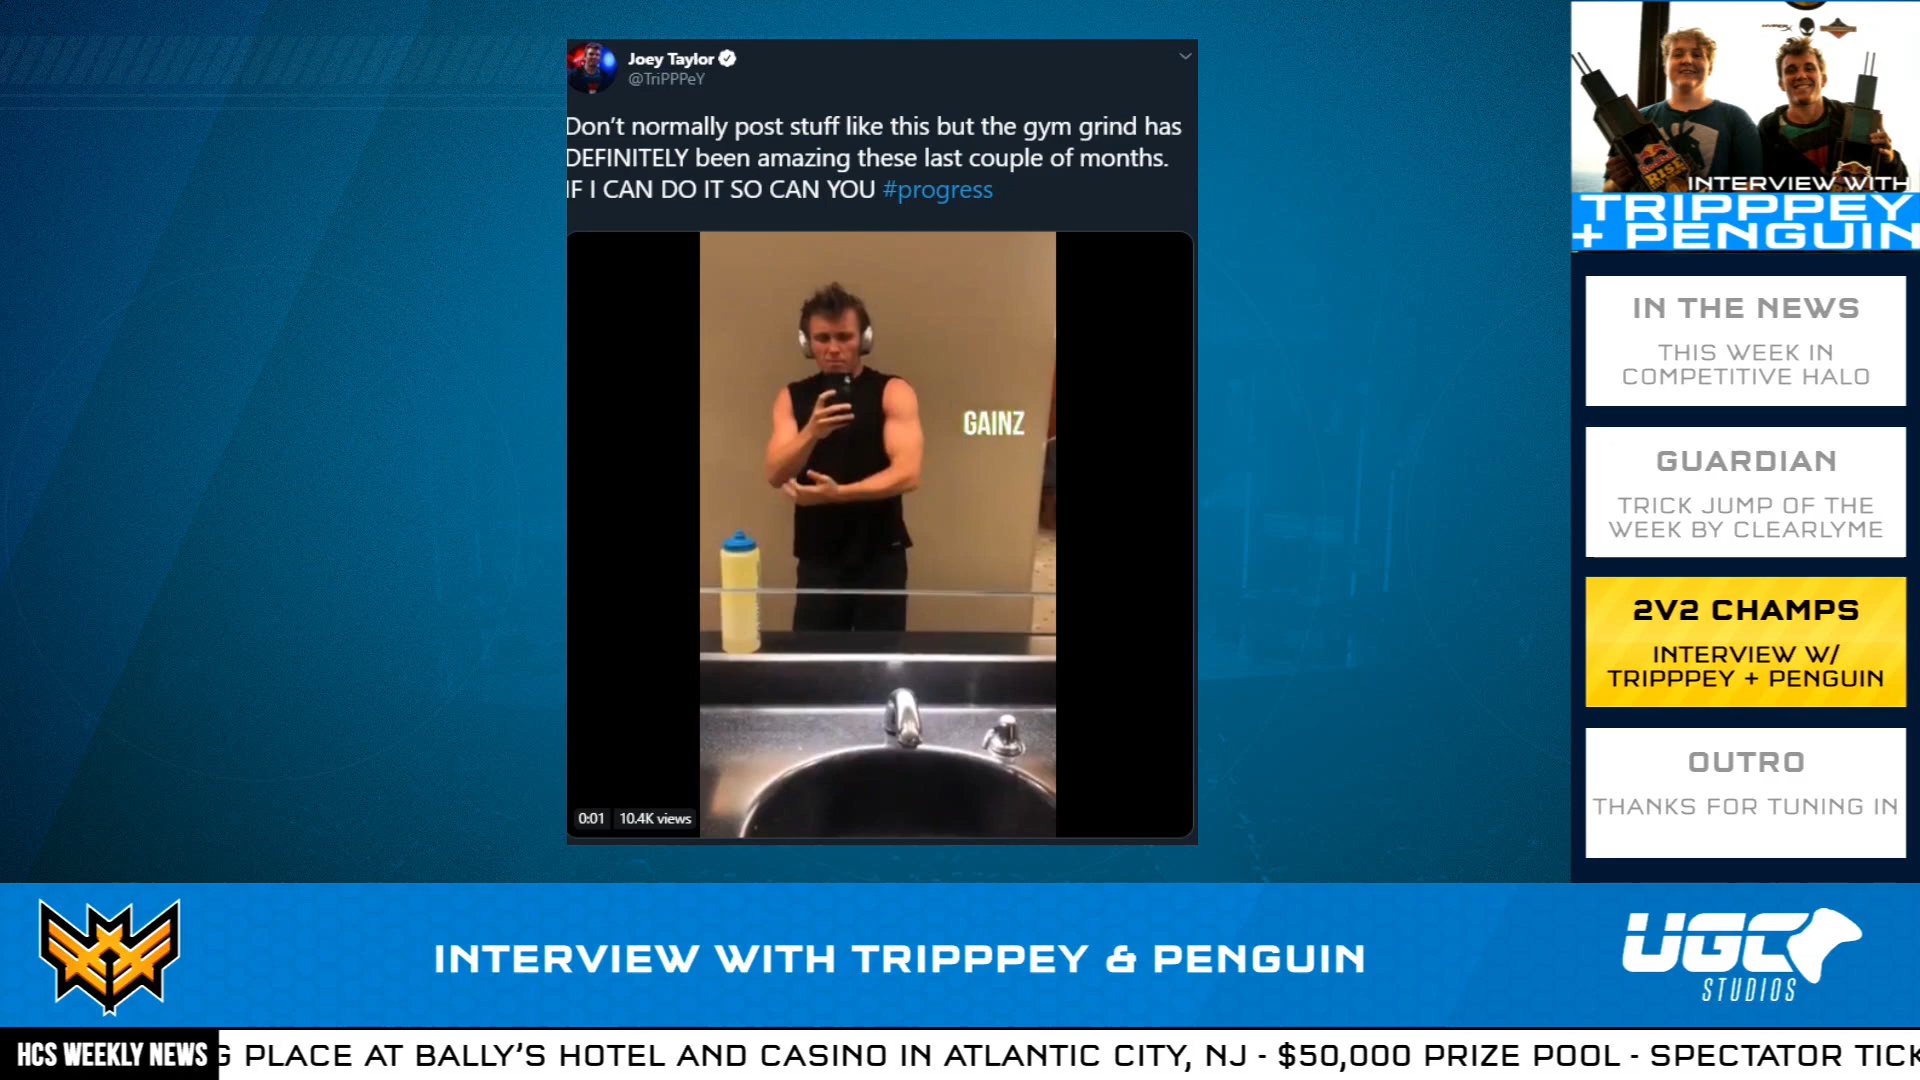 Joey Taylor
@TriPPPeY
Don't normally post stuff like this but the gym grind has
DEFINITELY been amazing these last couple of months.
IF I CAN DO IT SO CAN YOU #progress
GAINZ
0:01 10.4K views
Red Bull
RISE
INTERVIEW WITH
TRIPPPEY
+ PENGUIN
IN THE NEWS
THIS WEEK IN
COMPETITIVE HALO
GUARDIAN
TRICK JUMP OF THE
WEEK BY CLEARLYME
2V2 CHAMPS
INTERVIEW W/
TRIPPPEY + PENGUIN
OUTRO
THANKS FOR TUNING IN
INTERVIEW WITH TRIPPPEY & PENGUIN
UGC
STUDIOS
HCS WEEKLY NEWS
G PLACE AT BALLY'S HOTEL AND CASINO IN ATLANTIC CITY, NJ - $50,000 PRIZE POOL - SPECTATOR TICK